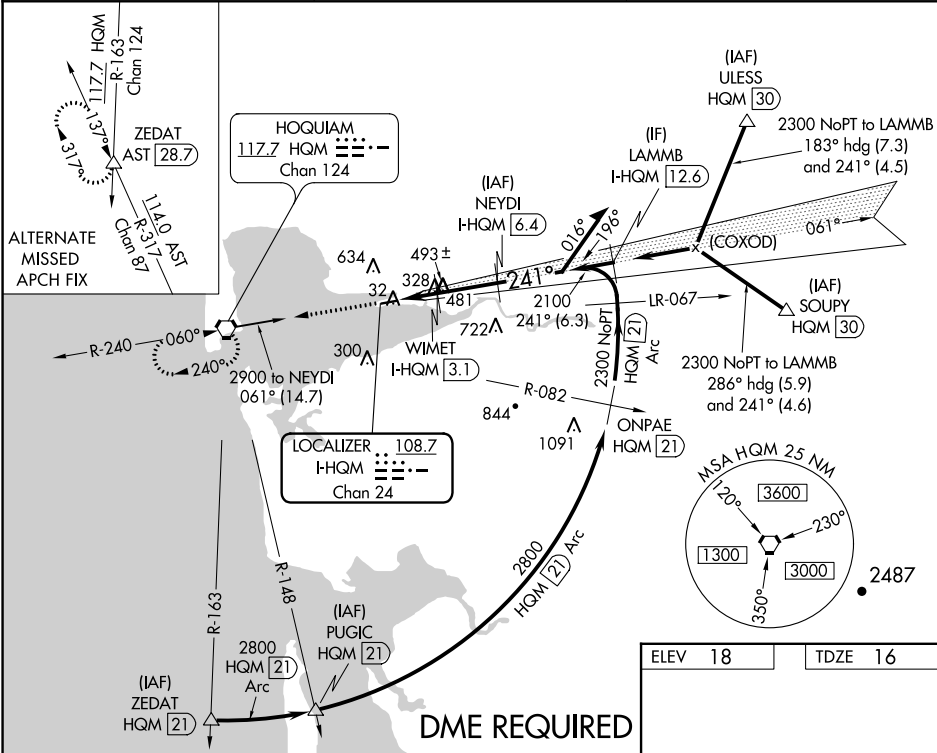 117.7 HQM
R-163
Chan 124
137°
317°
ZEDAT
AST 28.7
114.0 AST
R-317
Chan 87
ALTERNATE
MISSED
APCH FIX
HOQUIAM
117.7 HQM
Chan 124
(IAF)
NEYDI
I-HQM 6.4
(IF)
LAMMB
I-HQM 12.6
(IAF)
ULESS
HQM 30
2300 NoPT to LAMMB
183° hdg (7.3)
and 241° (4.5)
016°
196°
(COXOD)
061°
634
493±
328
32
481
241°
2100
241° (6.3)
LR-067
(IAF)
SOUPY
HQM 30
722
300
WIMET
I-HQM 3.1
R-240
060°
240°
2900 to NEYDI
061° (14.7)
2300 NoPT
HQM 21
Arc
2300 NoPT to LAMMB
286° hdg (5.9)
and 241° (4.6)
R-082
844
1091
ONPAE
HQM 21
LOCALIZER 108.7
I-HQM
Chan 24
MSA HQM 25 NM
120°
3600
230°
1300
3000
350°
2487
R-163
R-148
2800
HQM 21 Arc
(IAF)
PUGIC
HQM 21
2800
HQM 21
Arc
(IAF)
ZEDAT
HQM 21
DME REQUIRED
ELEV 18
TDZE 16